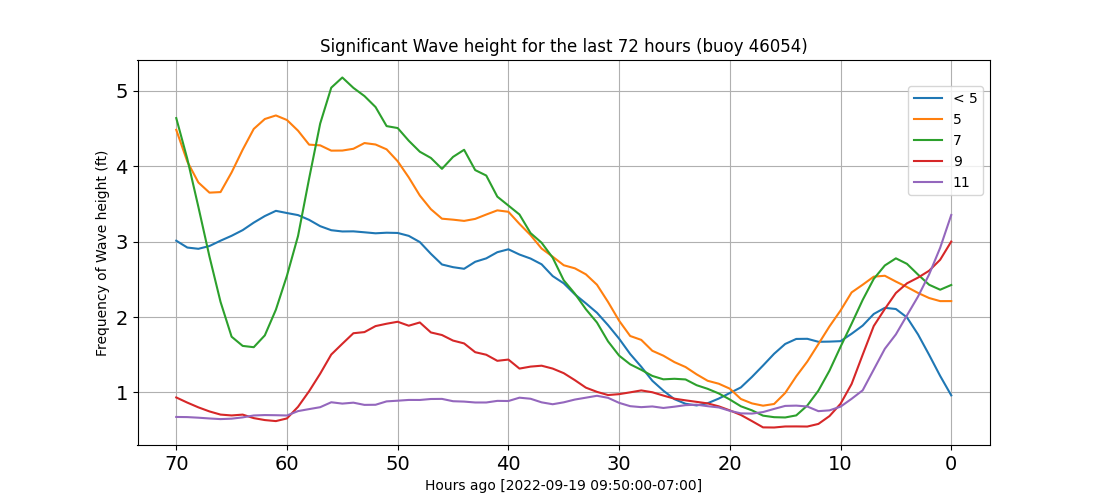 Significant Wave height for the last 72 hours (buoy 46054)
Frequency of Wave height (ft)
5
4
3
2
1
< 5
5
7
9
11
70 60 50 40 30 20 10 0
Hours ago [2022-09-19 09:50:00-07:00]